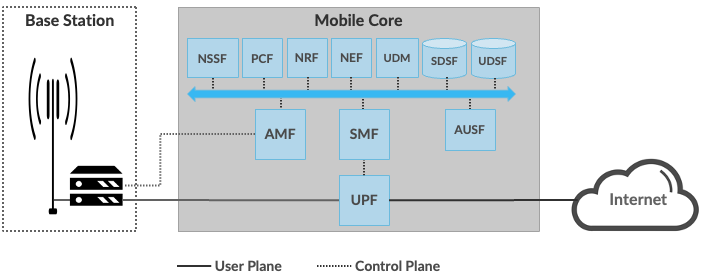 Base Station
Mobile Core
NSSF PCF NRF NEF UDM SDSF UDSF
AMF SMF AUSF
UPF
Internet
User Plane Control Plane